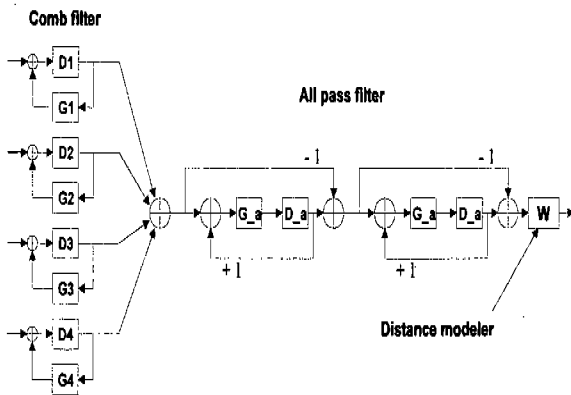 Comb filter
D1
G1
All pass filter
D2
G2
- 1
- 1
G_a
D_a
G_a
D_a
W
D3
G3
+ 1
+ 1
D4
G4
Distance modeler